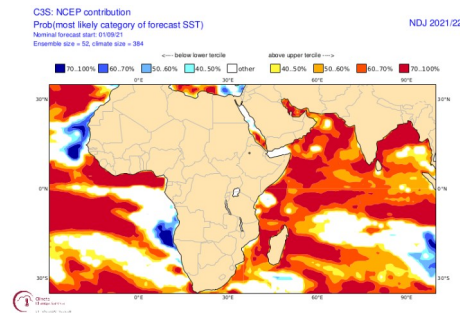 C3S: NCEP contribution
Prob(most likely category of forecast SST)
NDJ 2021/22
Nominal forecast start: 01/09/21
Ensemble size = 52, climate size = 384
<--- below lower tercile
above upper tercile --->
70..100% 60..70% 50..60% 40..50% other 40..50% 50..60% 60..70% 70..100%
0°E 30°E 60°E 90°E
30°N 30°N
0°N 0°N
30°S 30°S
0°E 30°E 60°E 90°E
Climate